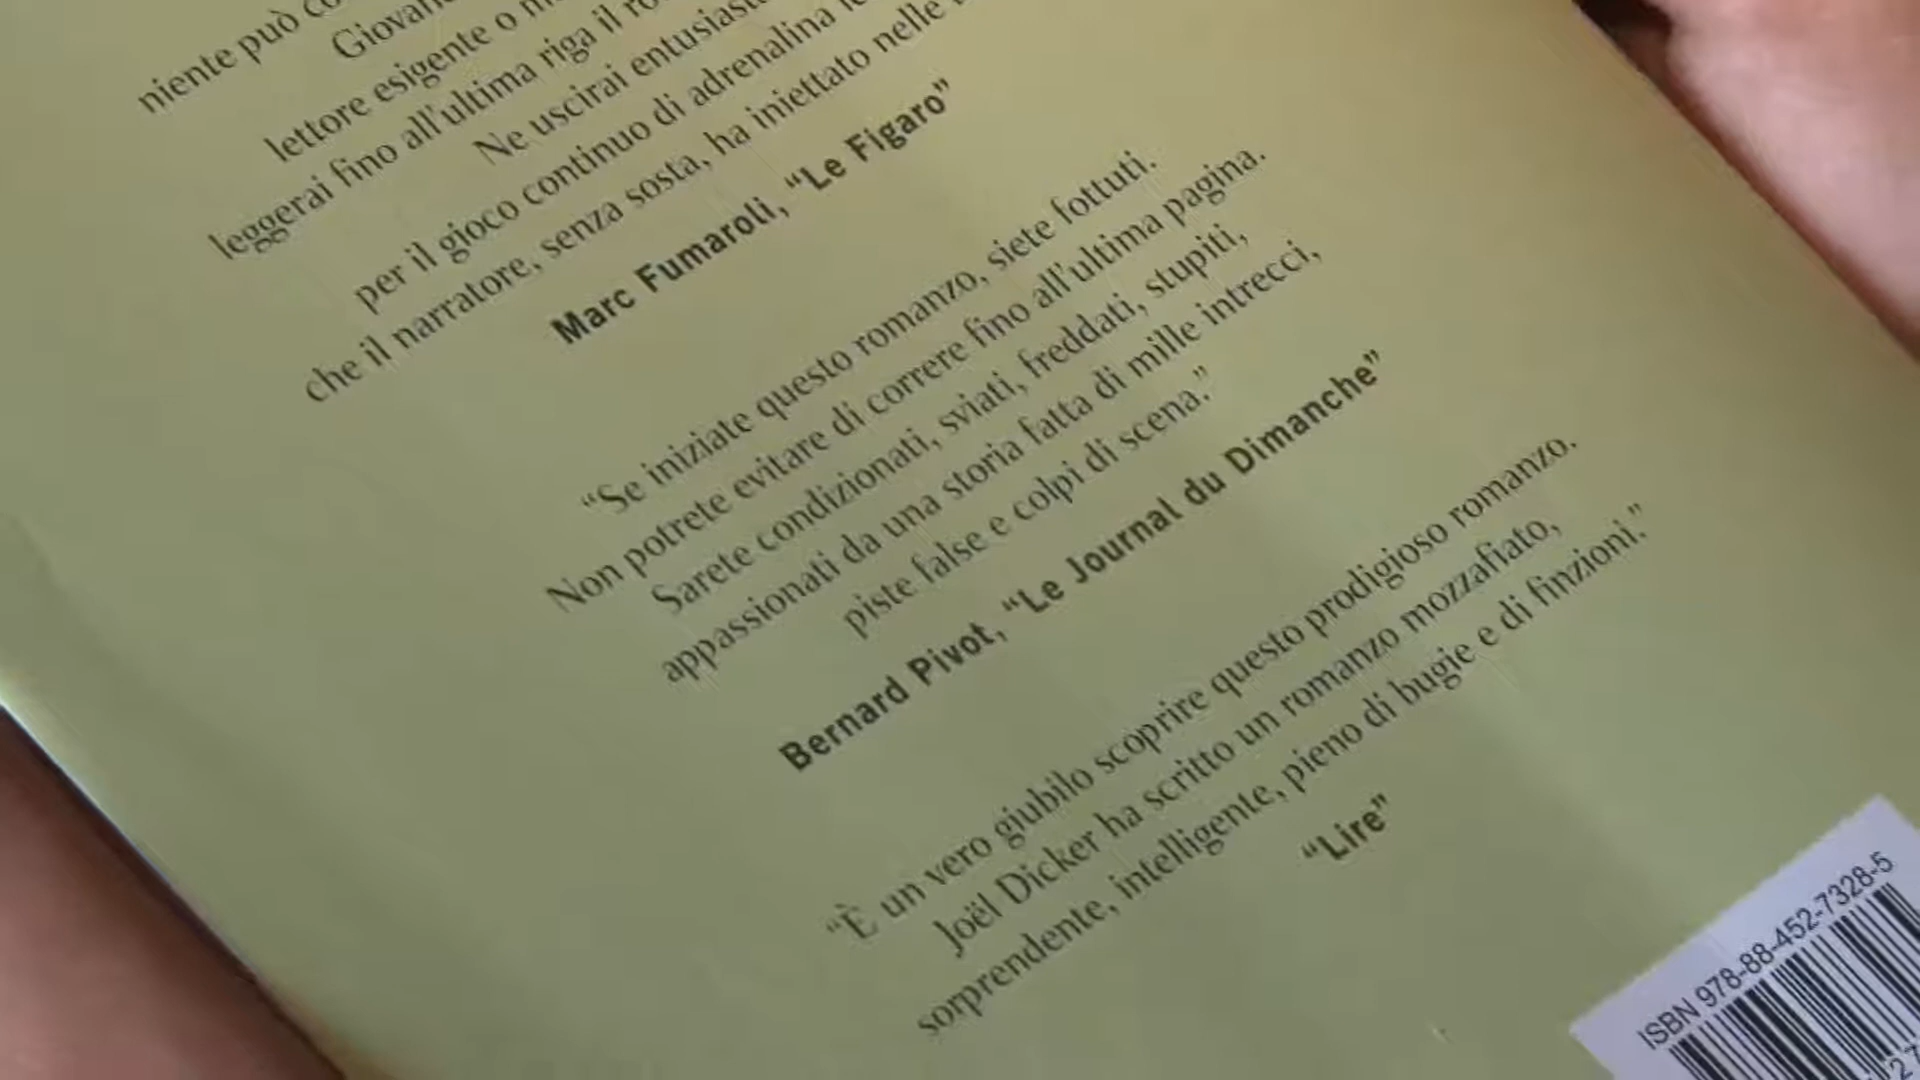 niente può
Giovane
lettore esigente o
leggerai fino all'ultima riga il
Ne uscirai entusiasta
per il gioco continuo di adrenalina
che il narratore, senza sosta, ha iniettato nelle
Marc Fumaroli, “Le Figaro”
“Se iniziate questo romanzo, siete fottuti.
Non potrete evitare di correre fino all'ultima pagina.
Sarete condizionati, sviati, freddati, stupiti,
appassionati da una storia fatta di mille intrecci,
piste false e colpi di scena.”
Bernard Pivot, “Le Journal du Dimanche”
“È un vero giubilo scoprire questo prodigioso romanzo.
Joël Dicker ha scritto un romanzo mozzafiato,
sorprendente, intelligente, pieno di bugie e di finzioni.”
“Lire”
ISBN 978-88-452-7328-5